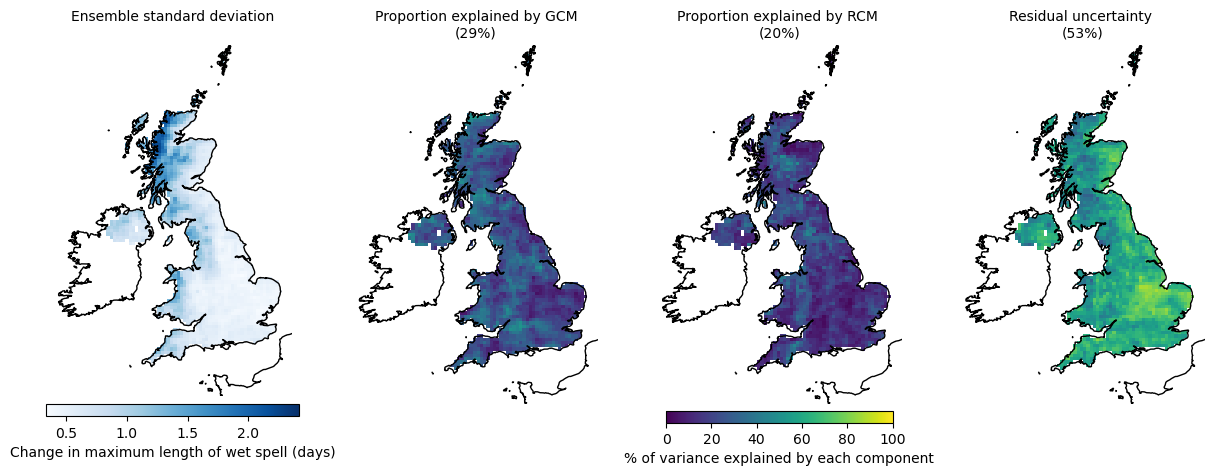 Ensemble standard deviation
Proportion explained by GCM
(29%)
Proportion explained by RCM
(20%)
Residual uncertainty
(53%)
0.5 1.0 1.5 2.0
Change in maximum length of wet spell (days)
0 20 40 60 80 100
% of variance explained by each component